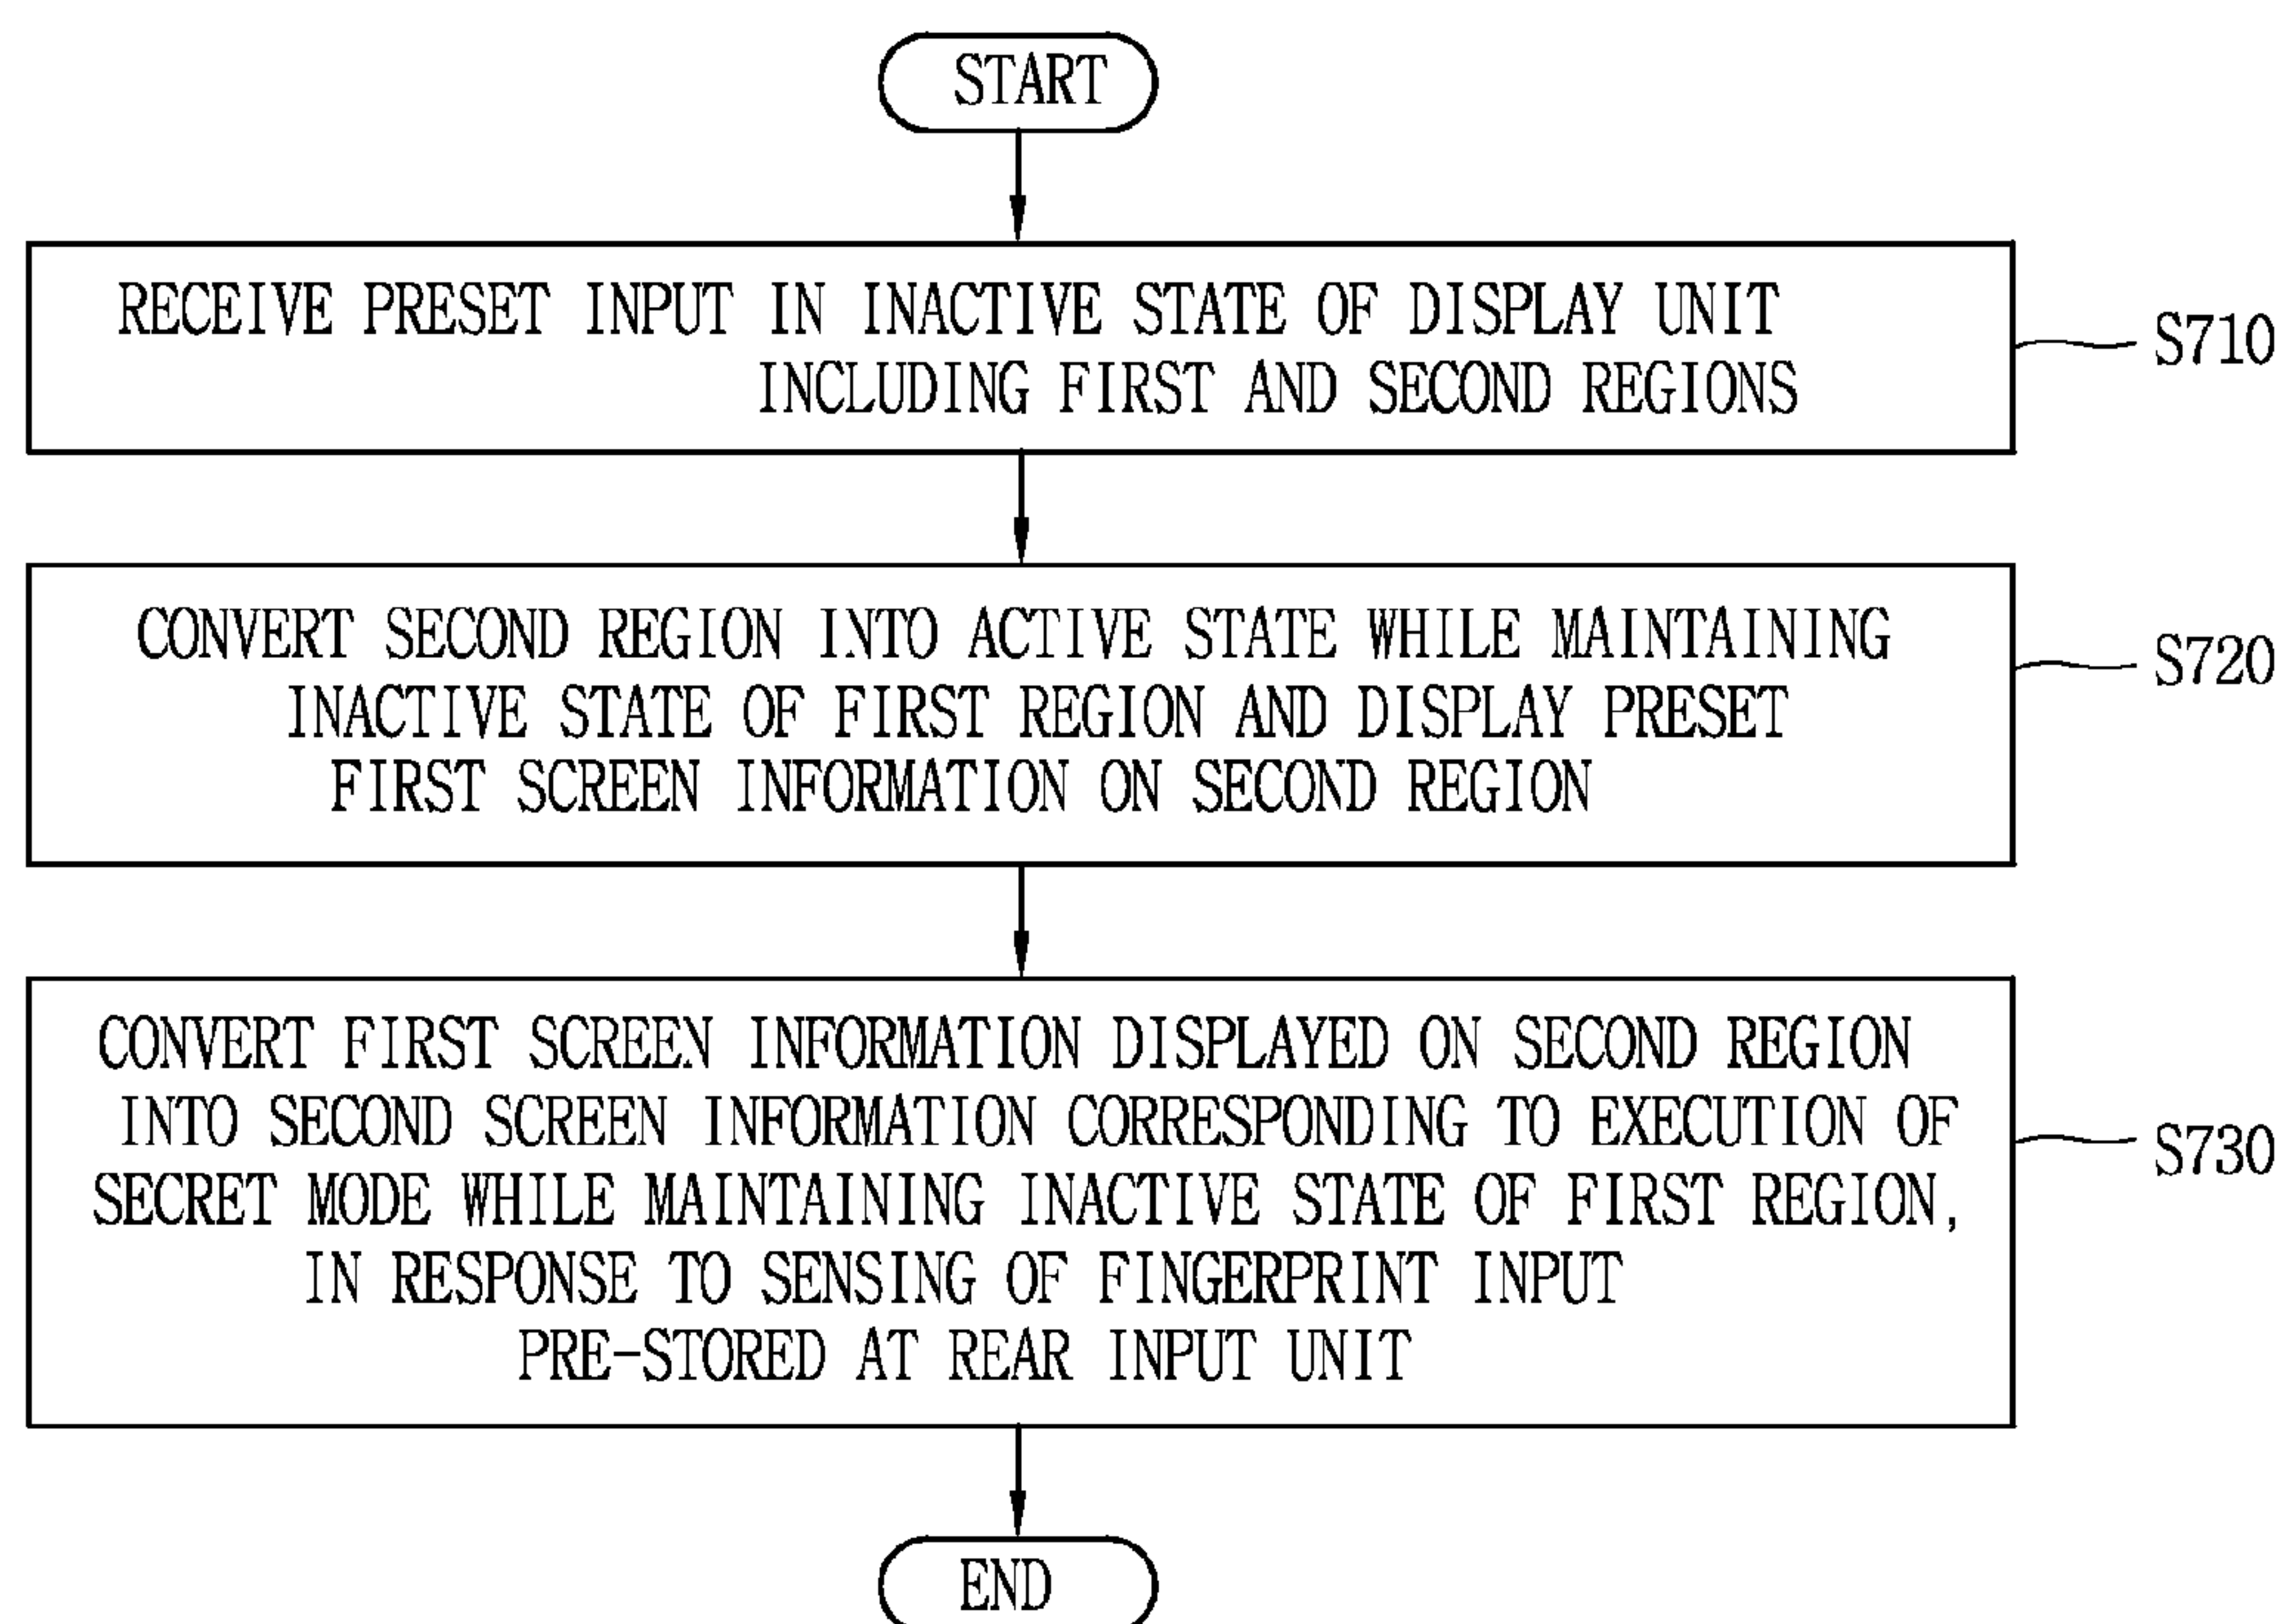 START
RECEIVE PRESET INPUT IN INACTIVE STATE OF DISPLAY UNIT
INCLUDING FIRST AND SECOND REGIONS
S710
CONVERT SECOND REGION INTO ACTIVE STATE WHILE MAINTAINING
INACTIVE STATE OF FIRST REGION AND DISPLAY PRESET
FIRST SCREEN INFORMATION ON SECOND REGION
S720
CONVERT FIRST SCREEN INFORMATION DISPLAYED ON SECOND REGION
INTO SECOND SCREEN INFORMATION CORRESPONDING TO EXECUTION OF
SECRET MODE WHILE MAINTAINING INACTIVE STATE OF FIRST REGION,
IN RESPONSE TO SENSING OF FINGERPRINT INPUT
PRE-STORED AT REAR INPUT UNIT
S730
END